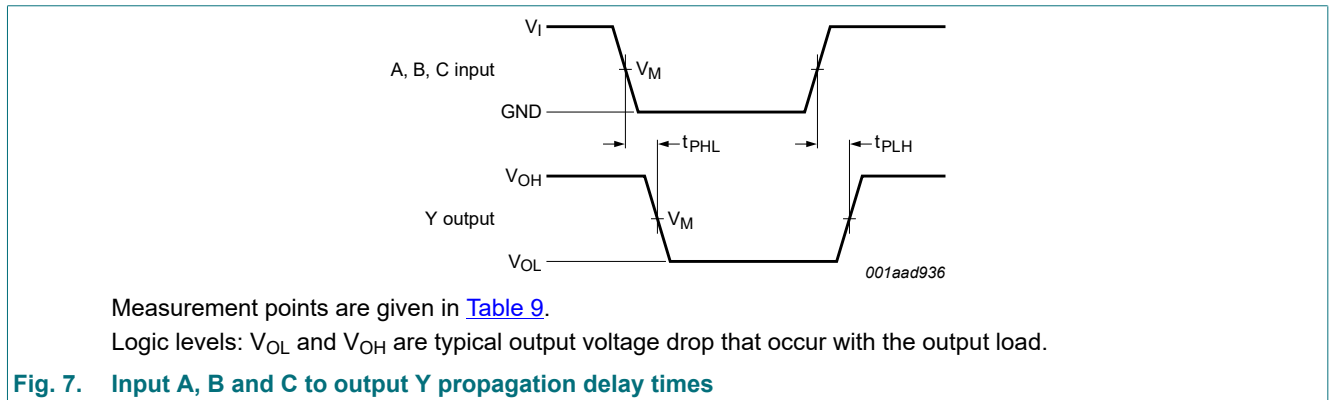 VI
A, B, C input
VM
GND
tPHL
tPLH
VOH
Y output
VM
VOL
001aad936
Measurement points are given in Table 9.
Logic levels: VOL and VOH are typical output voltage drop that occur with the output load.
Fig. 7. Input A, B and C to output Y propagation delay times